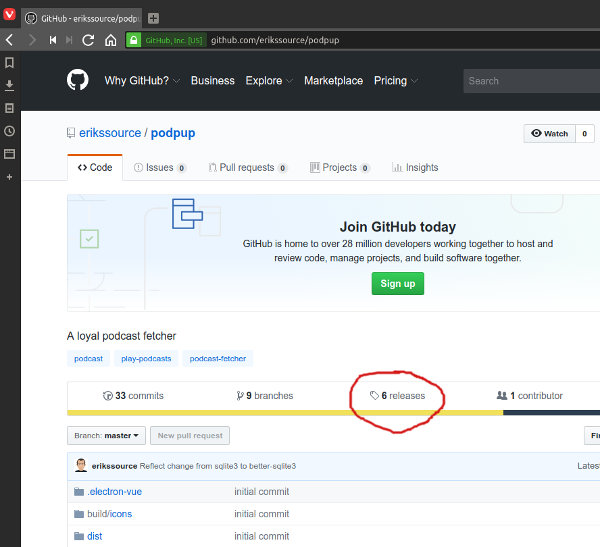 GitHub - erikssource/podpu
GitHub, Inc. [US] github.com/erikssource/podpup
Why GitHub? Business Explore Marketplace Pricing Search
erikssource / podpup Watch 0
Code Issues 0 Pull requests 0 Projects 0 Insights
Join GitHub today
GitHub is home to over 28 million developers working together to host and
review code, manage projects, and build software together.
Sign up
A loyal podcast fetcher
podcast play-podcasts podcast-fetcher
33 commits 9 branches 6 releases 1 contributor
Branch: master New pull request Fin
erikssource Reflect change from sqlite3 to better-sqlite3 Latest
.electron-vue initial commit
build/icons initial commit
dist initial commit